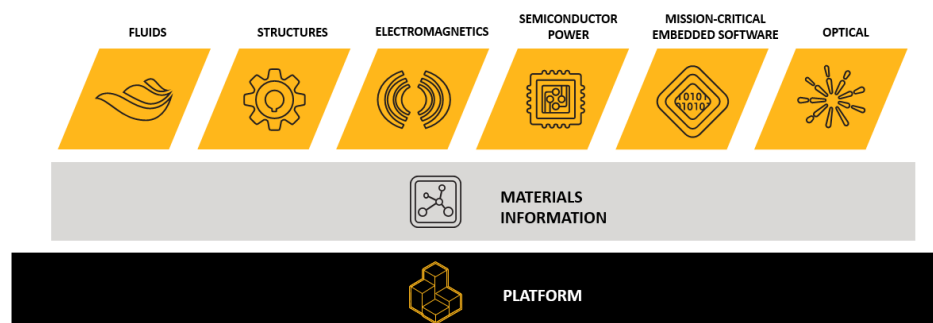 FLUIDS
STRUCTURES
ELECTROMAGNETICS
SEMICONDUCTOR
POWER
MISSION-CRITICAL
EMBEDDED SOFTWARE
OPTICAL
MATERIALS
INFORMATION
PLATFORM